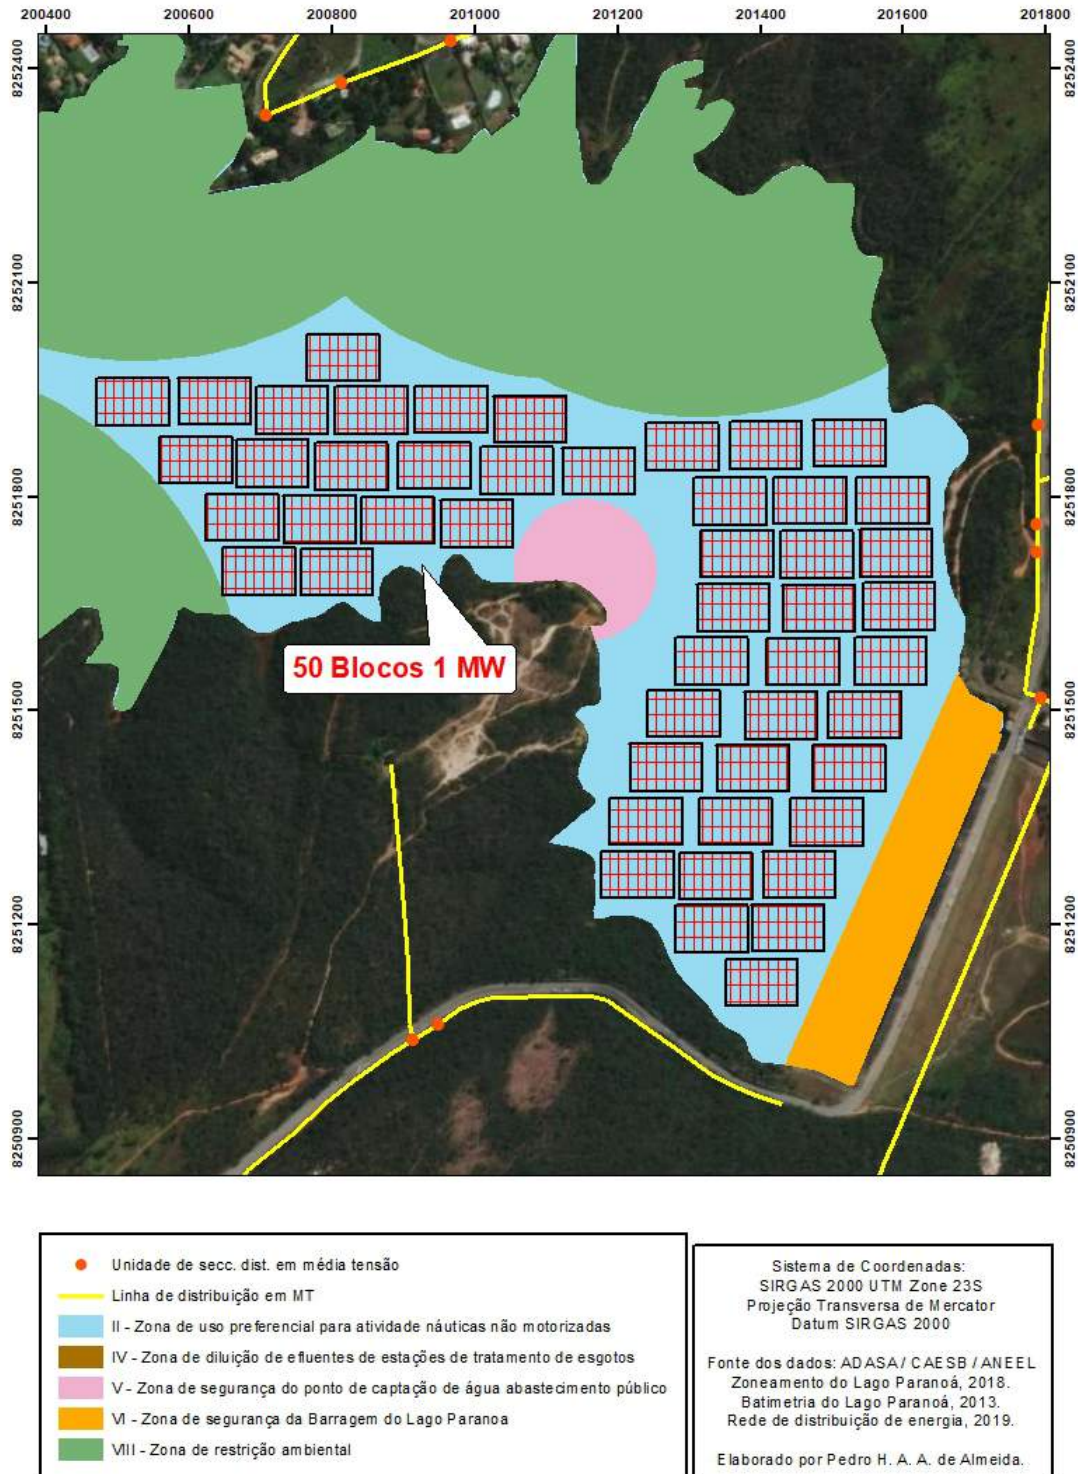 200400 200600 200800 201000 201200 201400 201600 201800
8252400 8252400
8252100 8252100
8251800 8251800
50 Blocos 1 MW
8251500 8251500
8251200 8251200
8250900 8250900
Unidade de secc. dist. em média tensão
Linha de distribuição em MT
II - Zona de uso preferencial para atividade náuticas não motorizadas
IV - Zona de diluição de efluentes de estações de tratamento de esgotos
V - Zona de segurança do ponto de captação de água abastecimento público
VI - Zona de segurança da Barragem do Lago Paranoa
VIII - Zona de restrição ambiental
Sistema de Coordenadas:
SIRGAS 2000 UTM Zone 23S
Projeção Transversa de Mercator
Datum SIRGAS 2000
Fonte dos dados: ADASA / CAESB / ANEEL
Zoneamento do Lago Paranoá, 2018.
Batimetria do Lago Paranoá, 2013.
Rede de distribuição de energia, 2019.
Elaborado por Pedro H. A. A. de Almeida.